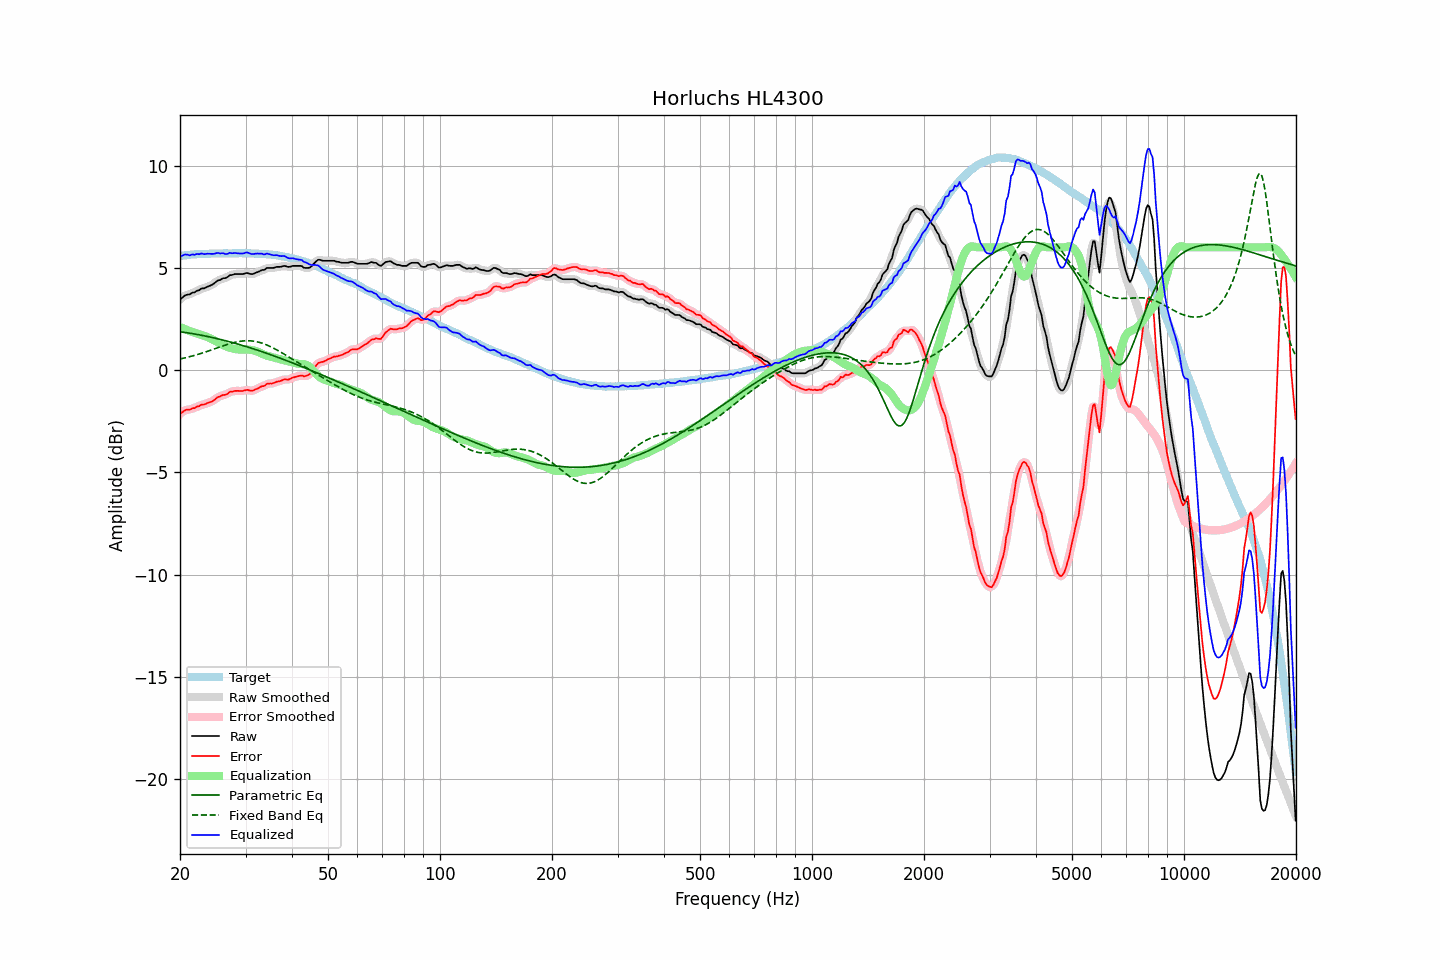 Horluchs HL4300
Amplitude (dBr)
10
5
0
−5
−10
−15
−20
Target
Raw Smoothed
Error Smoothed
Raw
Error
Equalization
Parametric Eq
Fixed Band Eq
Equalized
20 50 100 200 500 1000 2000 5000 10000 20000
Frequency (Hz)